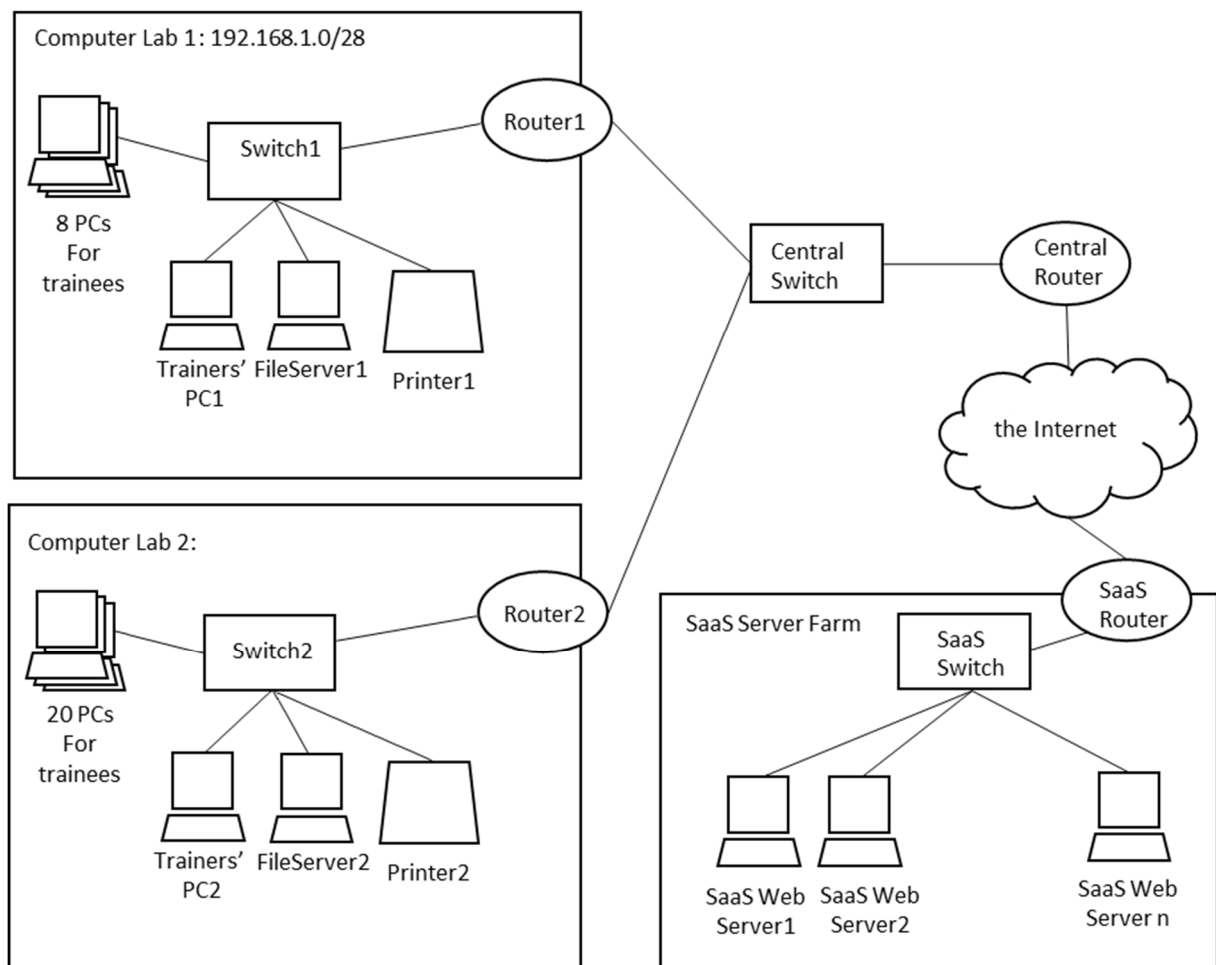 Computer Lab 1: 192.168.1.0/28
Router1
Switch1
8 PCs
For
trainees
Trainers'
PC1
FileServer1
Printer1
Central
Switch
Central
Router
the Internet
Computer Lab 2:
Router2
Switch2
20 PCs
For
trainees
Trainers'
PC2
FileServer2
Printer2
SaaS
Router
SaaS Server Farm
SaaS
Switch
SaaS Web
Server1
SaaS Web
Server2
SaaS Web
Server n